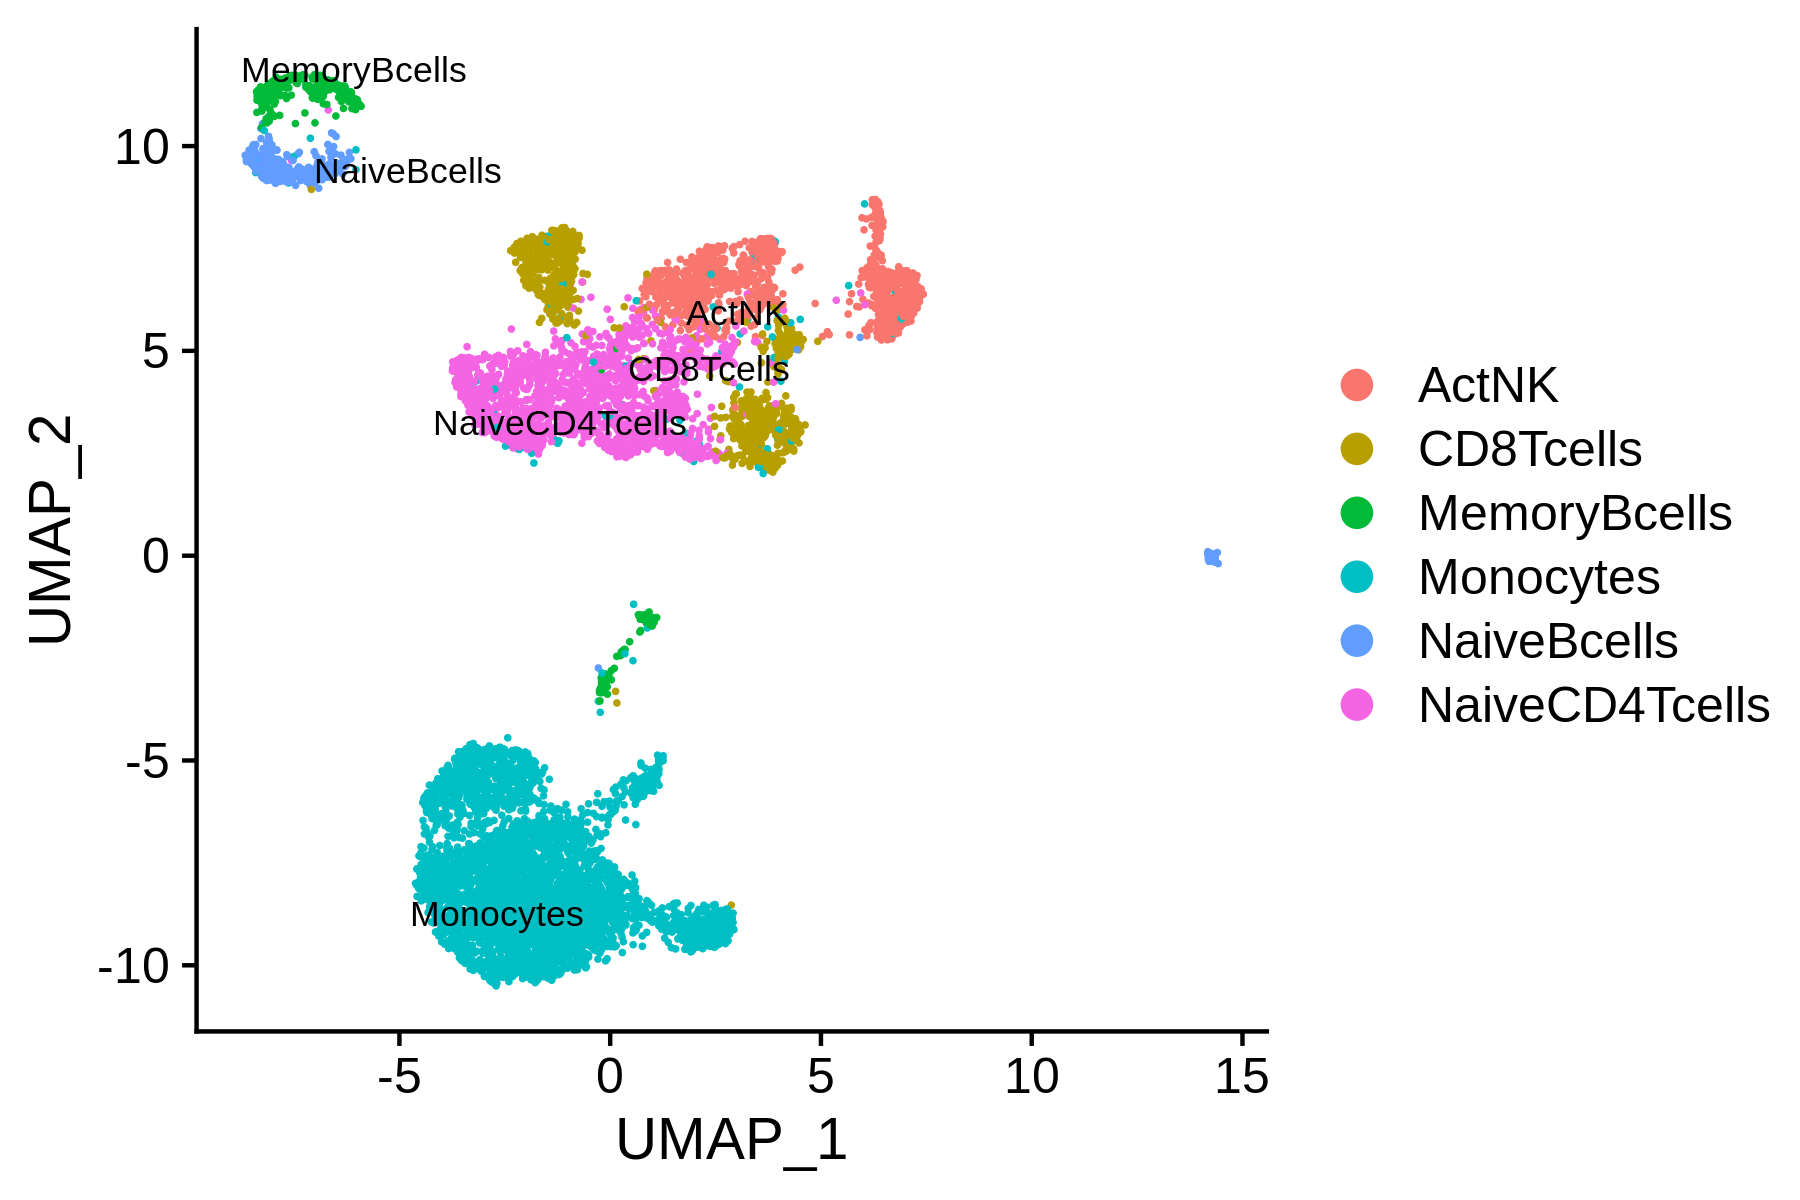 MemoryBcells
NaiveBcells
ActNK
CD8Tcells
NaiveCD4Tcells
Monocytes
10
5
0
-5
-10
UMAP_2
-5
0
5
10
15
UMAP_1
ActNK
CD8Tcells
MemoryBcells
Monocytes
NaiveBcells
NaiveCD4Tcells